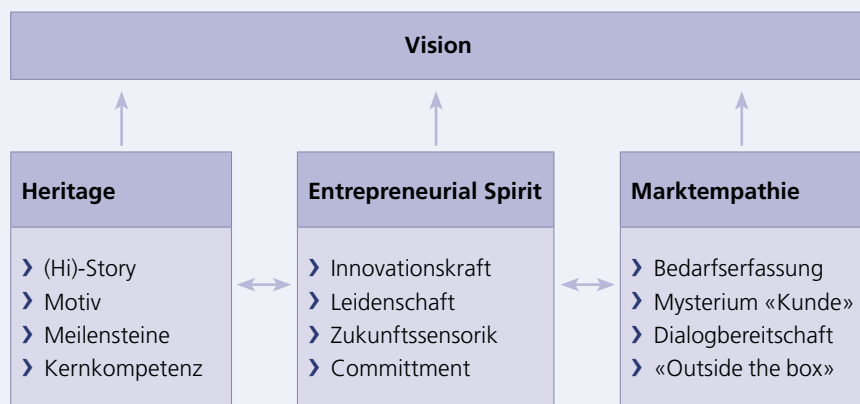 Vision
Heritage
(Hi)-Story
Motiv
Meilensteine
Kernkompetenz
Entrepreneurial Spirit
Innovationskraft
Leidenschaft
Zukunftssensorik
Committment
Marktempathie
Bedarfserfassung
Mysterium «Kunde»
Dialogbereitschaft
«Outside the box»